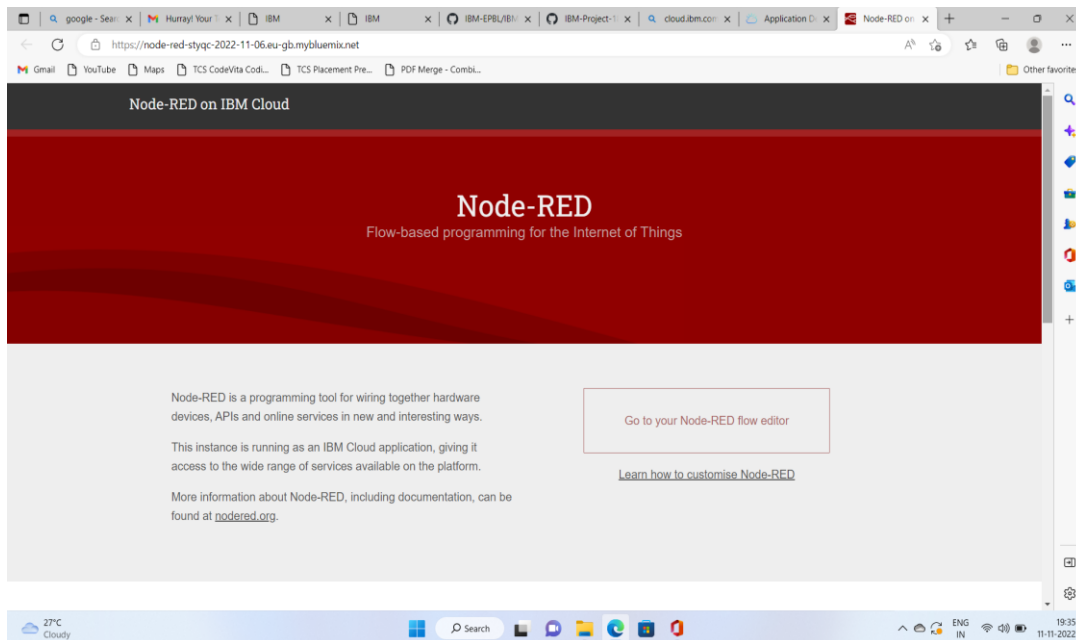 google - Sear
Hurray! Your T
IBM
IBM
IBM-EPBL/IBM
IBM-Project-1
cloud.ibm.com
Application D
Node-RED on
https://node-red-styqc-2022-11-06.eu-gb.mybluemix.net
Gmail
YouTube
Maps
TCS CodeVita Codi...
TCS Placement Pre...
PDF Merge - Combi...
Other favorite
Node-RED on IBM Cloud
Node-RED
Flow-based programming for the Internet of Things
Node-RED is a programming tool for wiring together hardware
devices, APIs and online services in new and interesting ways.
This instance is running as an IBM Cloud application, giving it
access to the wide range of services available on the platform.
More information about Node-RED, including documentation, can be
found at nodered.org.
Go to your Node-RED flow editor
Learn how to customise Node-RED
27°C
Cloudy
Search
ENG
IN
19:35
11-11-2022